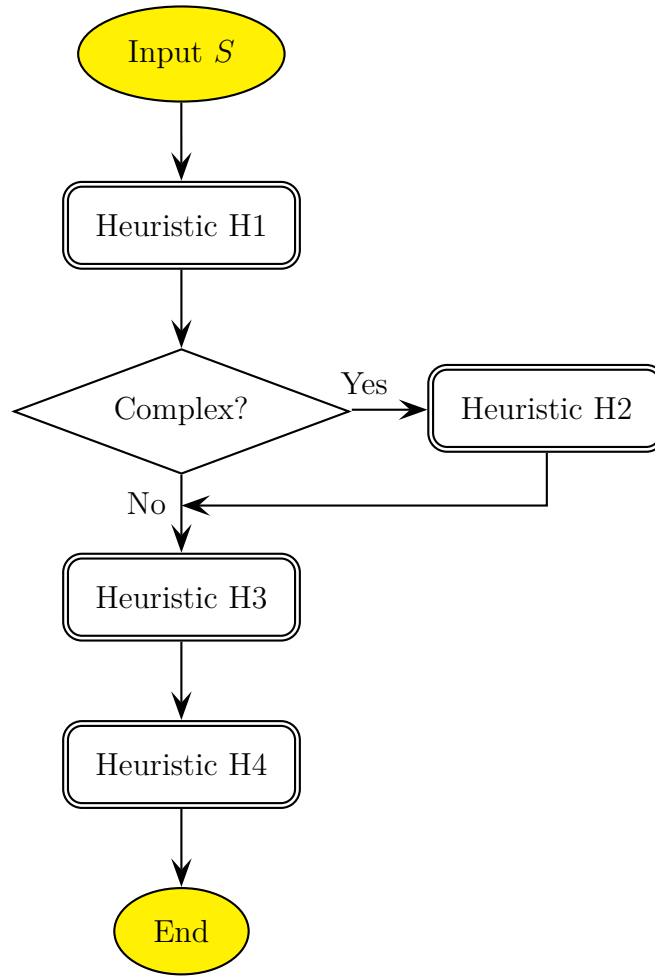 Input S
Heuristic H1
Complex?
Yes
Heuristic H2
No
Heuristic H3
Heuristic H4
End